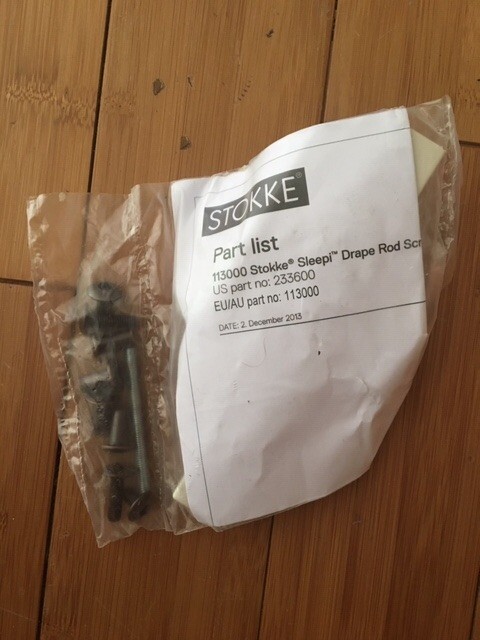 STOKKE®
Part list
113000 Stokke® Sleepi™ Drape Rod Scr
US part no: 233600
EU/AU part no: 113000
DATE: 2. December 2013